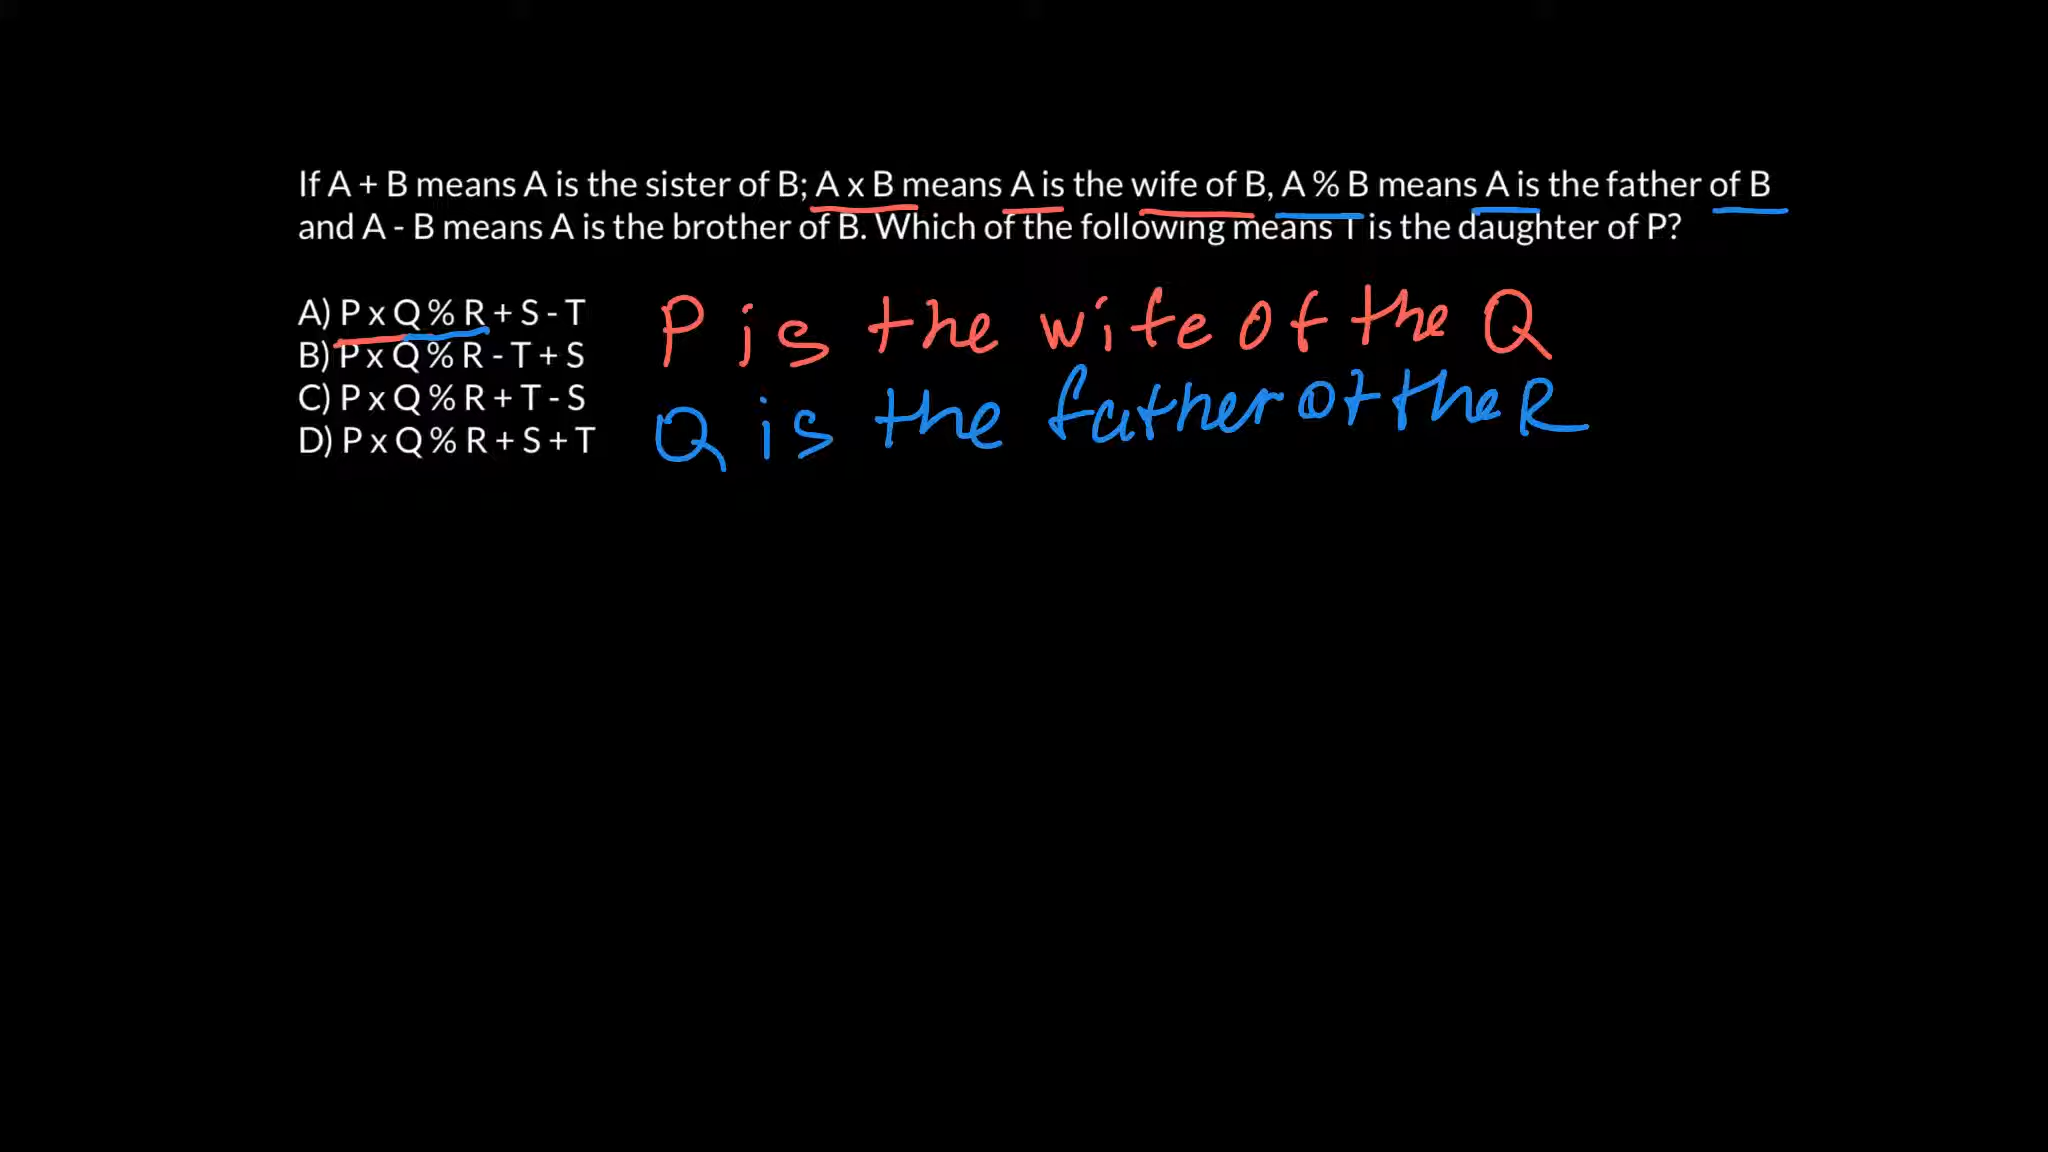 If A + B means A is the sister of B; A x B means A is the wife of B, A % B means A is the father of B
and A - B means A is the brother of B. Which of the following means T is the daughter of P?
A) P x Q % R + S - T
B) P x Q % R - T + S
C) P x Q % R + T - S
D) P x Q % R + S + T
P is the wife of the Q
Q is the father of the R